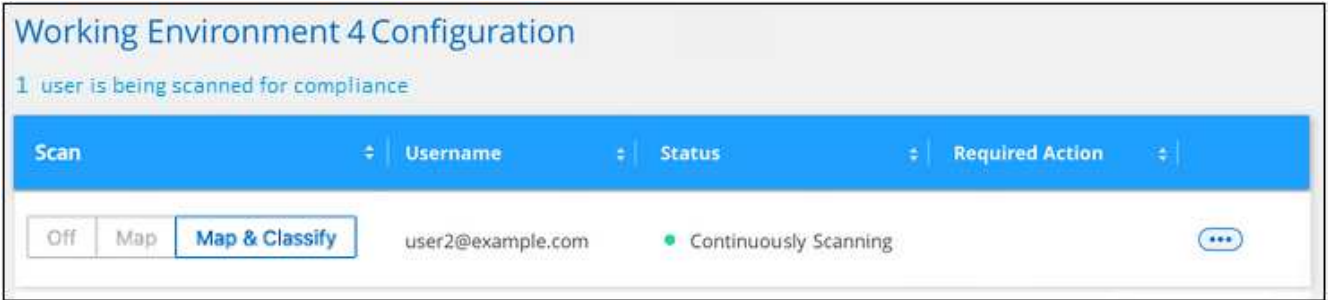 Working Environment 4 Configuration
1 user is being scanned for compliance
Scan Username Status Required Action
Off Map Map & Classify user2@example.com Continuously Scanning